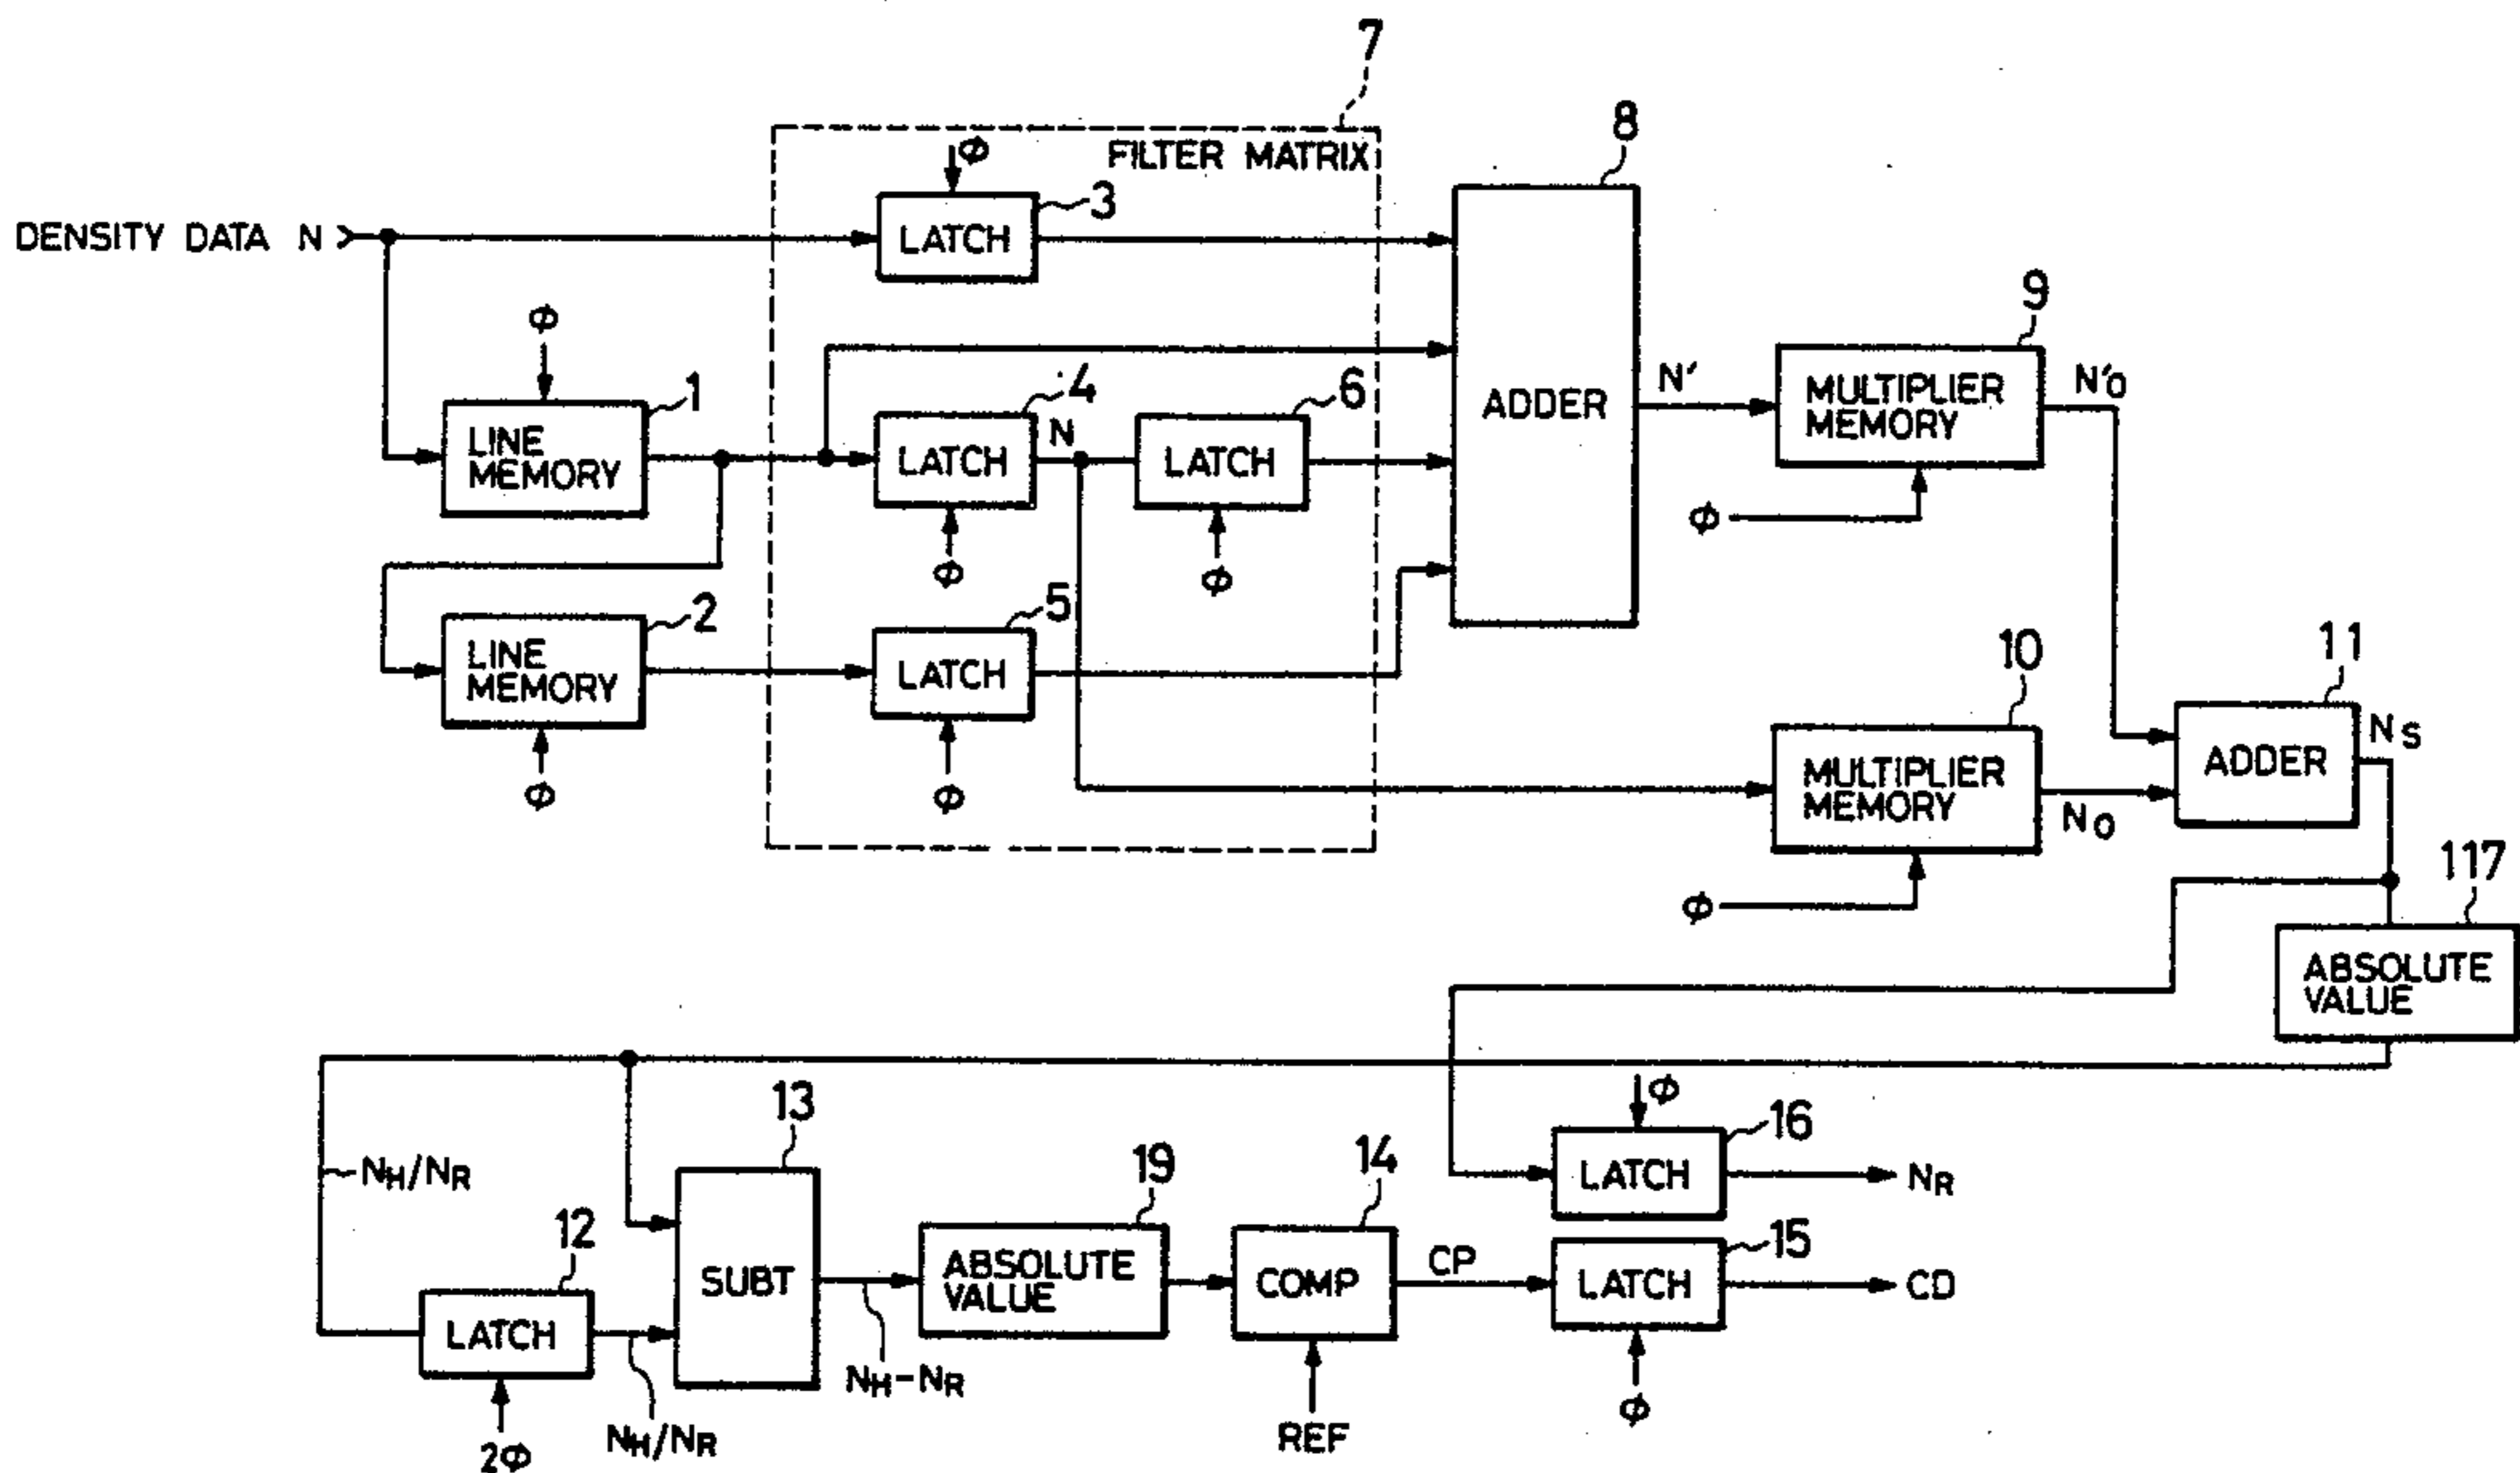 7
FILTER MATRIX
Φ
8
3
DENSITY DATA N
LATCH
Φ
9
1
4
6
N'
MULTIPLIER
MEMORY
N'O
LINE
MEMORY
LATCH
N
LATCH
ADDER
Φ
Φ
Φ
2
5
10
11
LINE
MEMORY
LATCH
MULTIPLIER
MEMORY
NO
ADDER
NS
Φ
Φ
Φ
117
ABSOLUTE
VALUE
13
Φ
16
NH/NR
19
14
LATCH
NR
12
15
SUBT
ABSOLUTE
VALUE
COMP
CP
LATCH
CD
LATCH
NH-NR
Φ
2Φ
NH/NR
REF